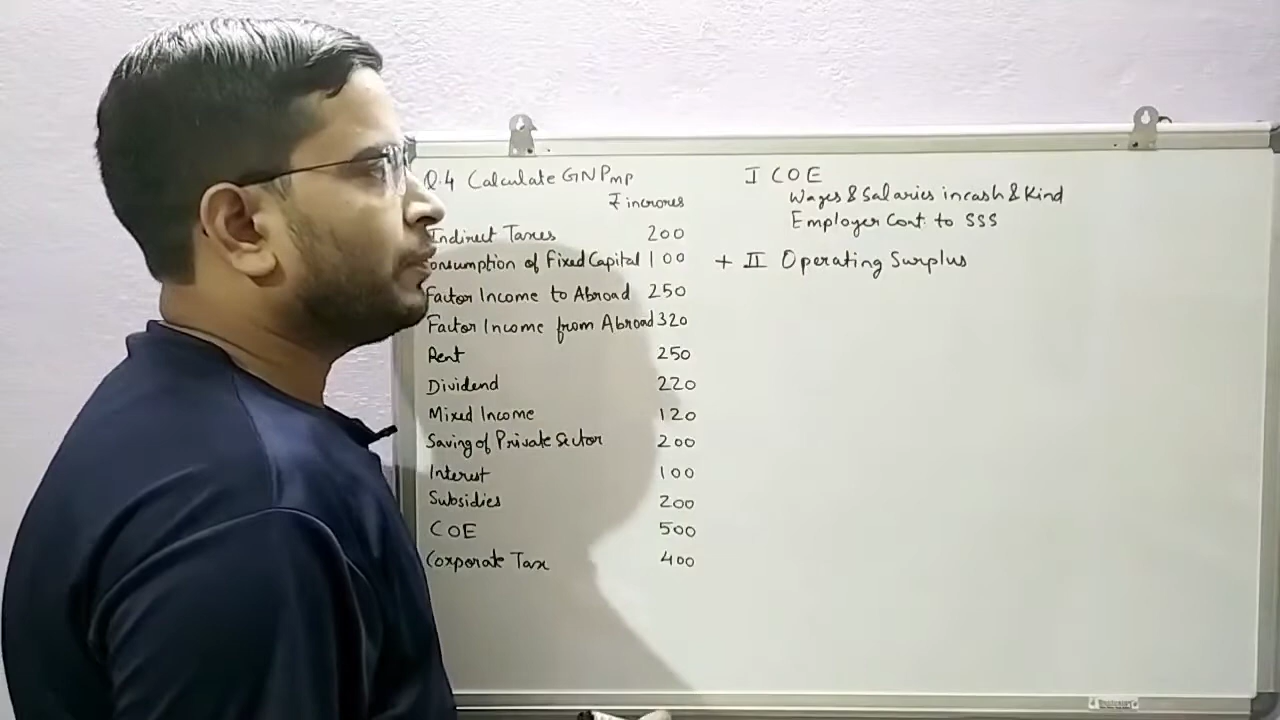 Q.4 Calculate GNPMP
₹ in crores
Indirect Taxes 200
onsumption of Fixed Capital 100
Factor Income to Abroad 250
Factor Income from Abroad 320
Rent 250
Dividend 220
Mixed Income 120
Saving of Private Sector 200
Interest 100
Subsidies 200
COE 500
Corporate Tax 400
I COE
Wages & Salaries in cash & Kind
Employer Cont. to SSS
+ II Operating Surplus